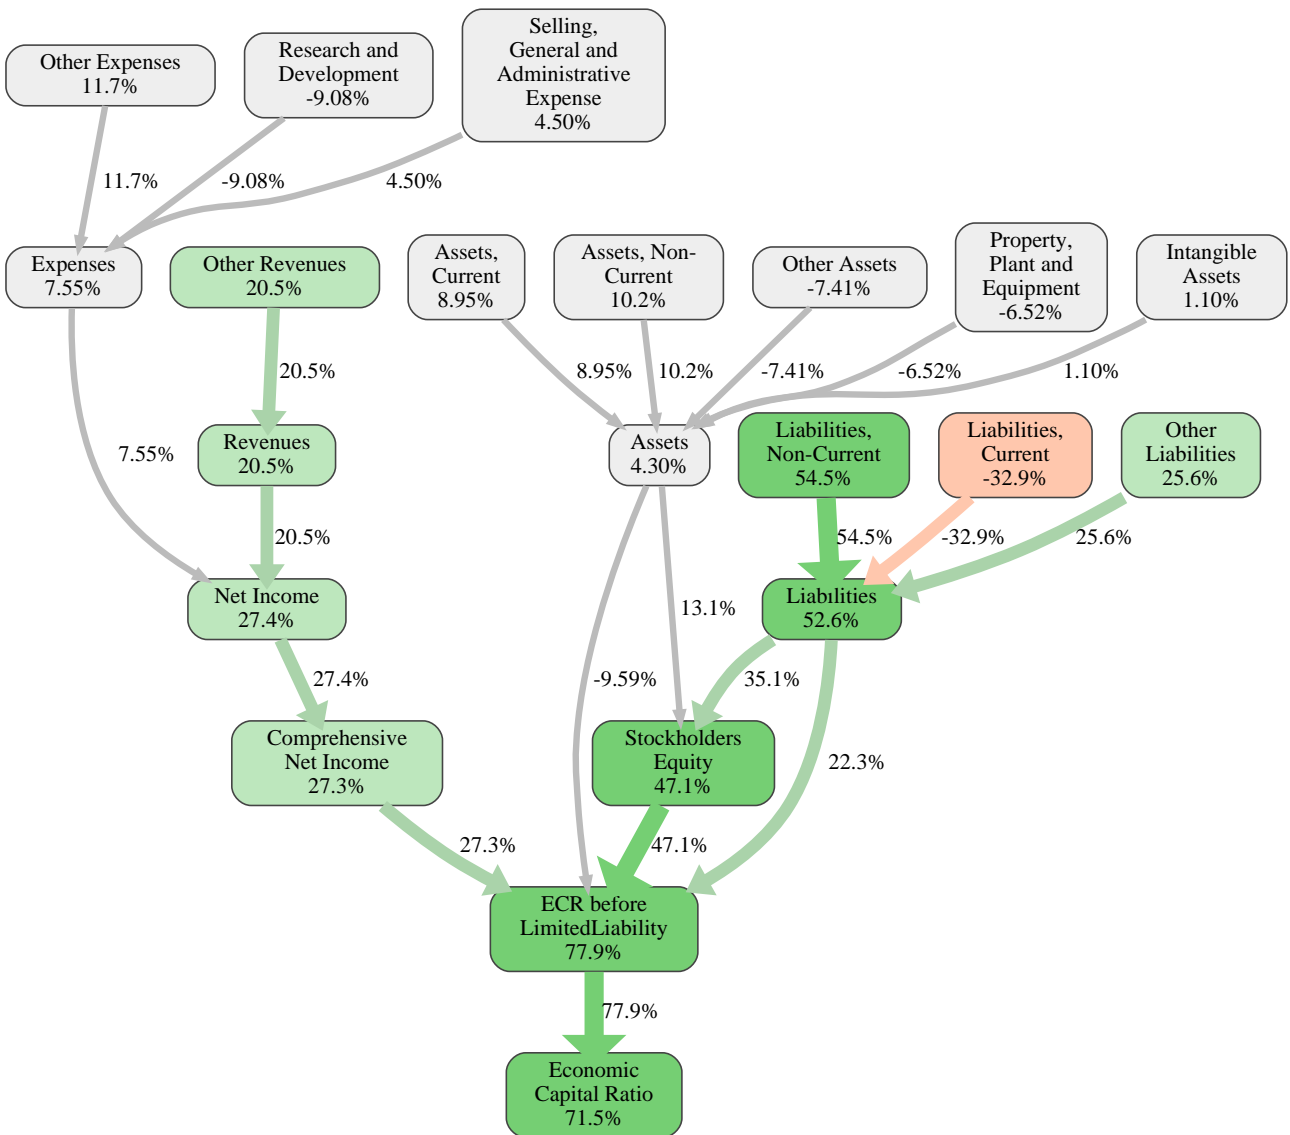 Selling,
General and
Administrative
Expense
4.50%
Research and
Development
-9.08%
Other Expenses
11.7%
11.7%
-9.08%
4.50%
Expenses
7.55%
Other Revenues
20.5%
Assets,
Current
8.95%
Assets, Non-
Current
10.2%
Other Assets
-7.41%
Property,
Plant and
Equipment
-6.52%
Intangible
Assets
1.10%
20.5%
8.95%
10.2%
-7.41%
-6.52%
1.10%
7.55%
Revenues
20.5%
Assets
4.30%
Liabilities,
Non-Current
54.5%
Liabilities,
Current
-32.9%
Other
Liabilities
25.6%
20.5%
54.5%
-32.9%
25.6%
Net Income
27.4%
13.1%
Liabilities
52.6%
27.4%
-9.59%
35.1%
Comprehensive
Net Income
27.3%
Stockholders
Equity
47.1%
22.3%
27.3%
47.1%
ECR before
LimitedLiability
77.9%
77.9%
Economic
Capital Ratio
71.5%